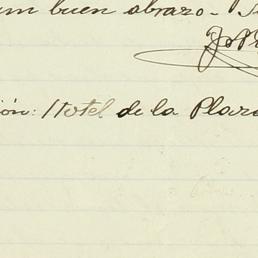 un buen abrazo -
ión: Hotel de la Plaza